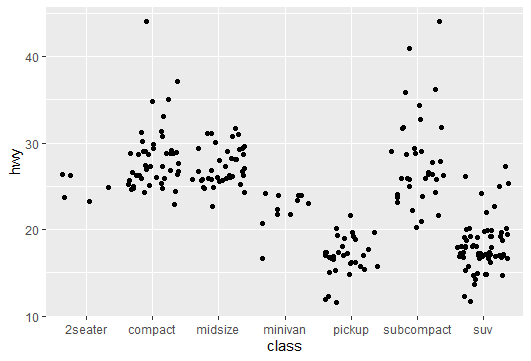 hwy
40
30
20
10
2seater compact midsize minivan pickup subcompact suv
class